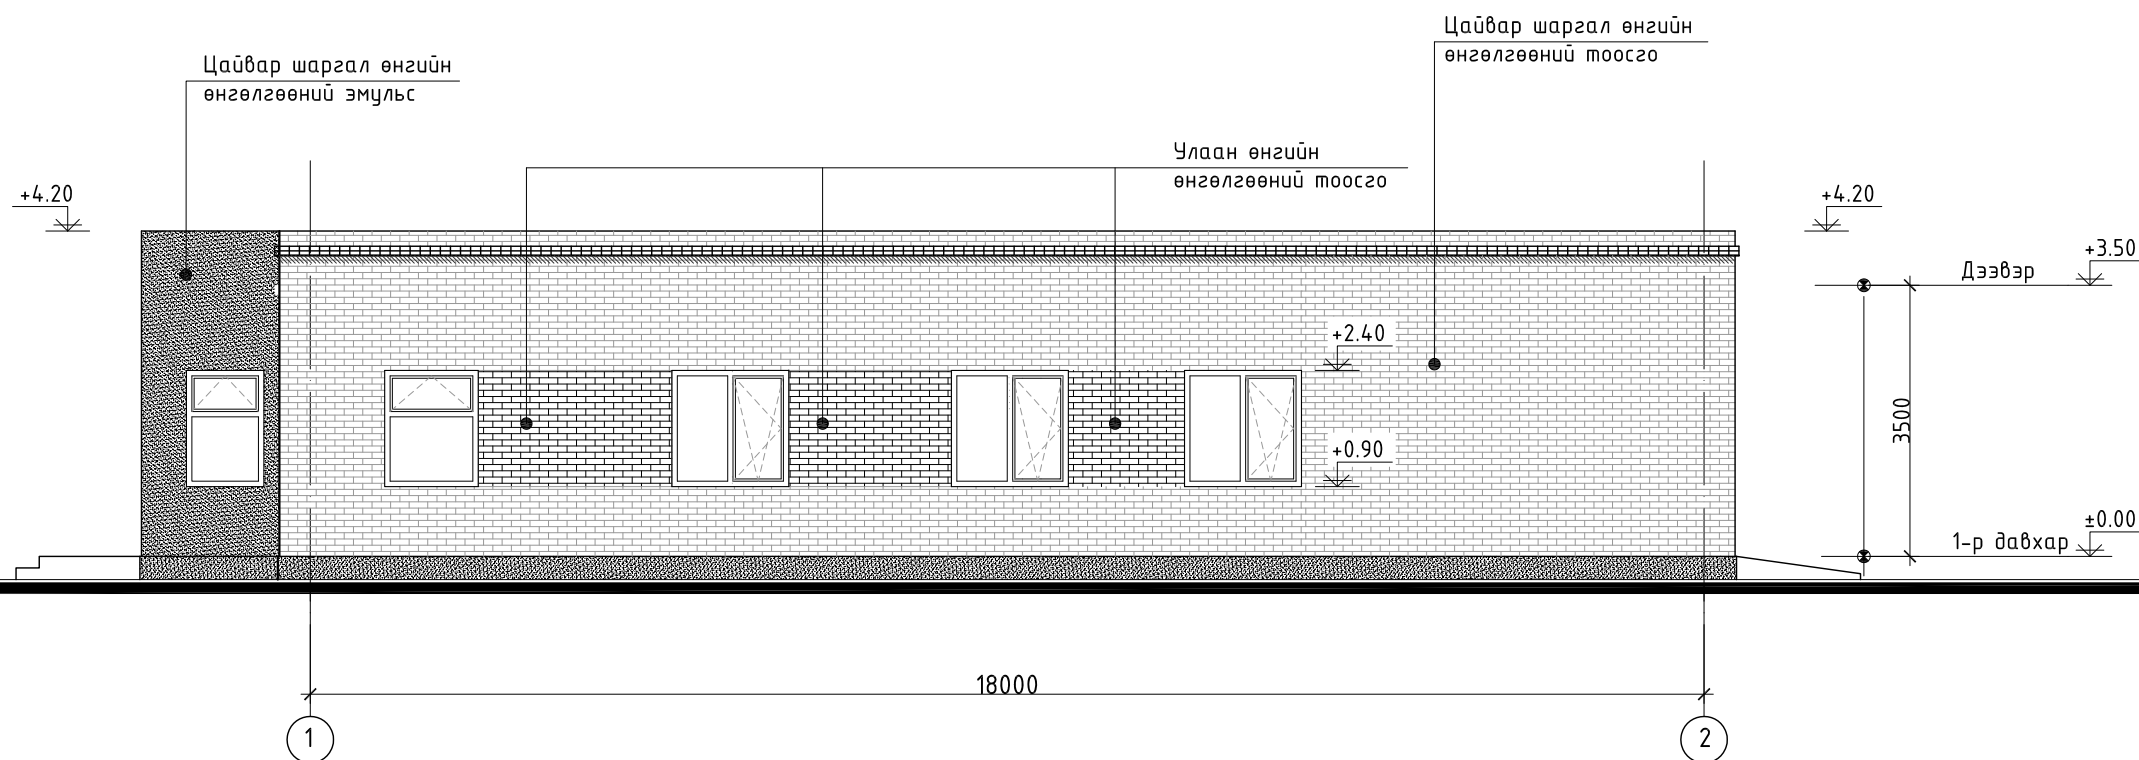 Цайвар шаргал өнгийн
өнгөлгөөний тоосго
Цайвар шаргал өнгийн
өнгөлгөөний эмульс
Улаан өнгийн
өнгөлгөөний тоосго
+4.20
+4.20
+3.50
Дээвэр
+2.40
3500
+0.90
±0.00
1-р давхар
18000
1
2